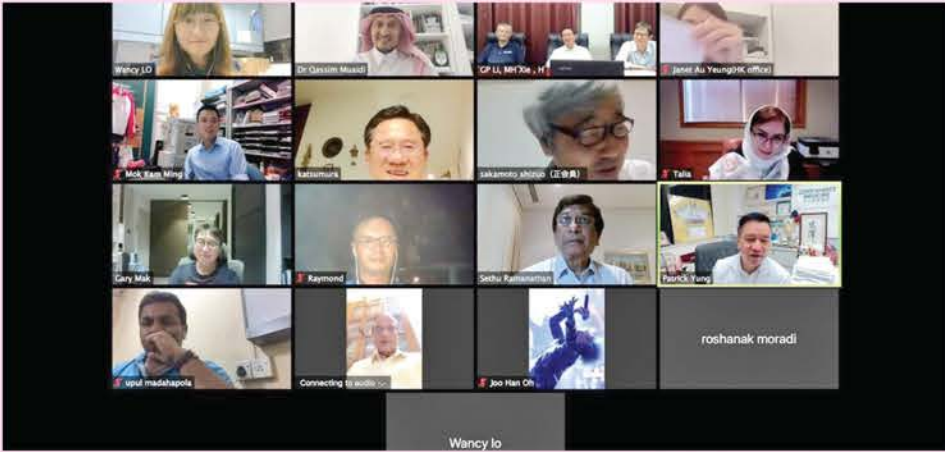 Wancy LO
Dr Qassim Muaidi
GP Li, MH Xie , H
Janet Au Yeung(HK office)
Mok Kam Ming
katsumura
sakamoto shizuo (正会員)
Talia
Gary Mak
Raymond
Sethu Ramanathan
Patrick Yung
upul madahapola
Connecting to audio
Joo Han Oh
roshanak moradi
Wancy lo